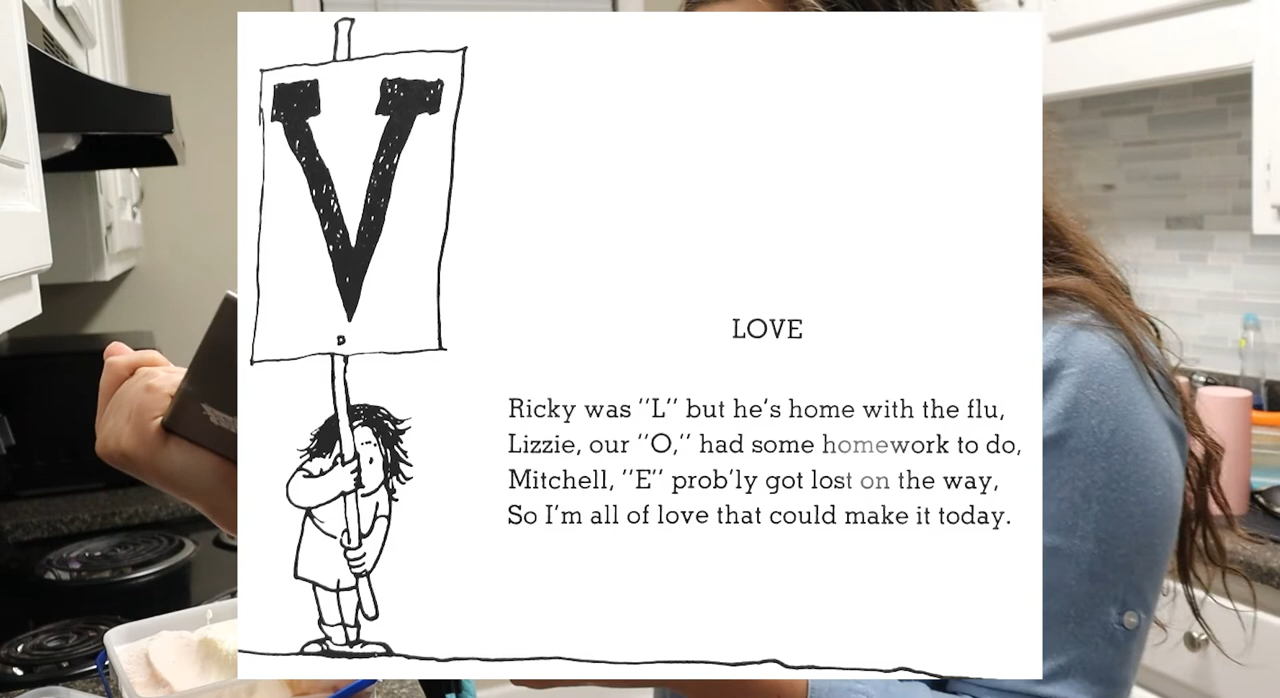 V
LOVE
Ricky was "L" but he's home with the flu,
Lizzie, our "O," had some homework to do,
Mitchell, "E" prob'ly got lost on the way,
So I'm all of love that could make it today.